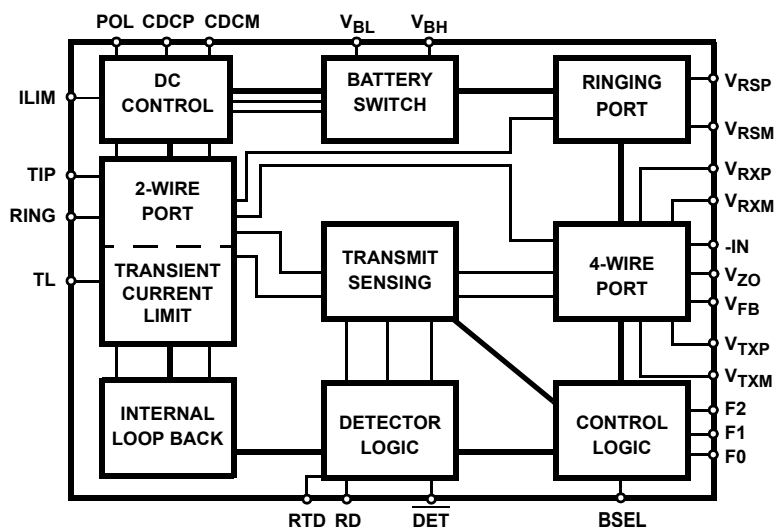 POL CDCP CDCM VBL VBH
DC
CONTROL
BATTERY
SWITCH
RINGING
PORT
ILIM
VRSP
VRSM
TIP
RING
TL
2-WIRE
PORT
TRANSIENT
CURRENT
LIMIT
TRANSMIT
SENSING
4-WIRE
PORT
VRXP
VRXM
-IN
VZO
VFB
VTXP
VTXM
INTERNAL
LOOP BACK
DETECTOR
LOGIC
CONTROL
LOGIC
F2
F1
F0
RTD RD DET BSEL